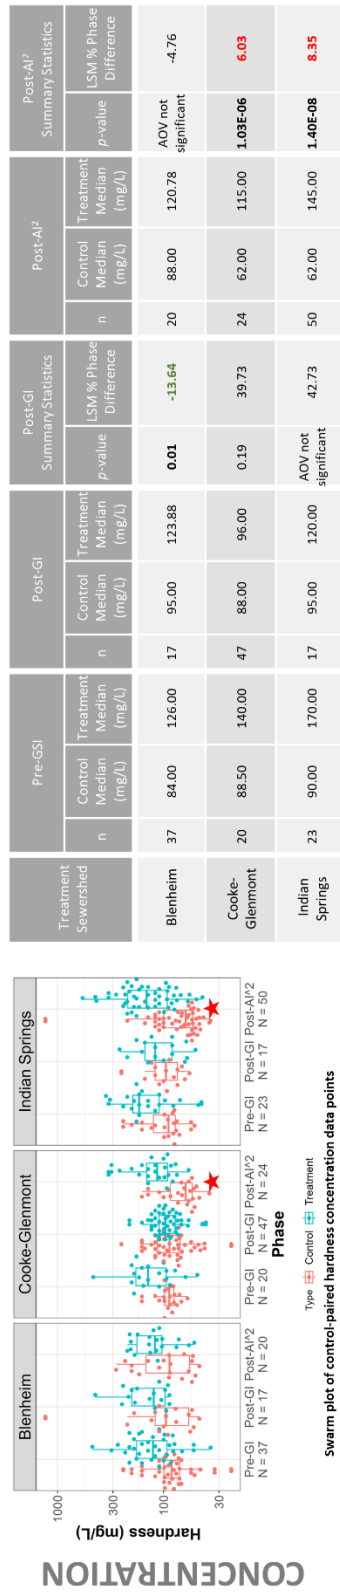 CONCENTRATION
Hardness (mg/L)
1000
300
100
30
Blenheim
Cooke-Glenmont
Indian Springs
Pre-GI Post-GI Post-AI^2
N = 37 N = 17 N = 20
Pre-GI Post-GI Post-AI^2
N = 20 N = 47 N = 24
Pre-GI Post-GI Post-AI^2
N = 23 N = 17 N = 50
Phase
Type Control Treatment
Swarm plot of control-paired hardness concentration data points
Treatment Sewershed Pre-GSI Post-GI Post-GI Summary Statistics Post-AI² Post-AI² Summary Statistics
n Control Median (mg/L) Treatment Median (mg/L) n Control Median (mg/L) Treatment Median (mg/L) p-value LSM % Phase Difference n Control Median (mg/L) Treatment Median (mg/L) p-value LSM % Phase Difference
Blenheim 37 84.00 126.00 17 95.00 123.88 0.01 -13.64 20 88.00 120.78 AOV not significant -4.76
Cooke-Glenmont 20 88.50 140.00 47 88.00 96.00 0.19 39.73 24 62.00 115.00 1.03E-06 6.03
Indian Springs 23 90.00 170.00 17 95.00 120.00 AOV not significant 42.73 50 62.00 145.00 1.40E-08 8.35